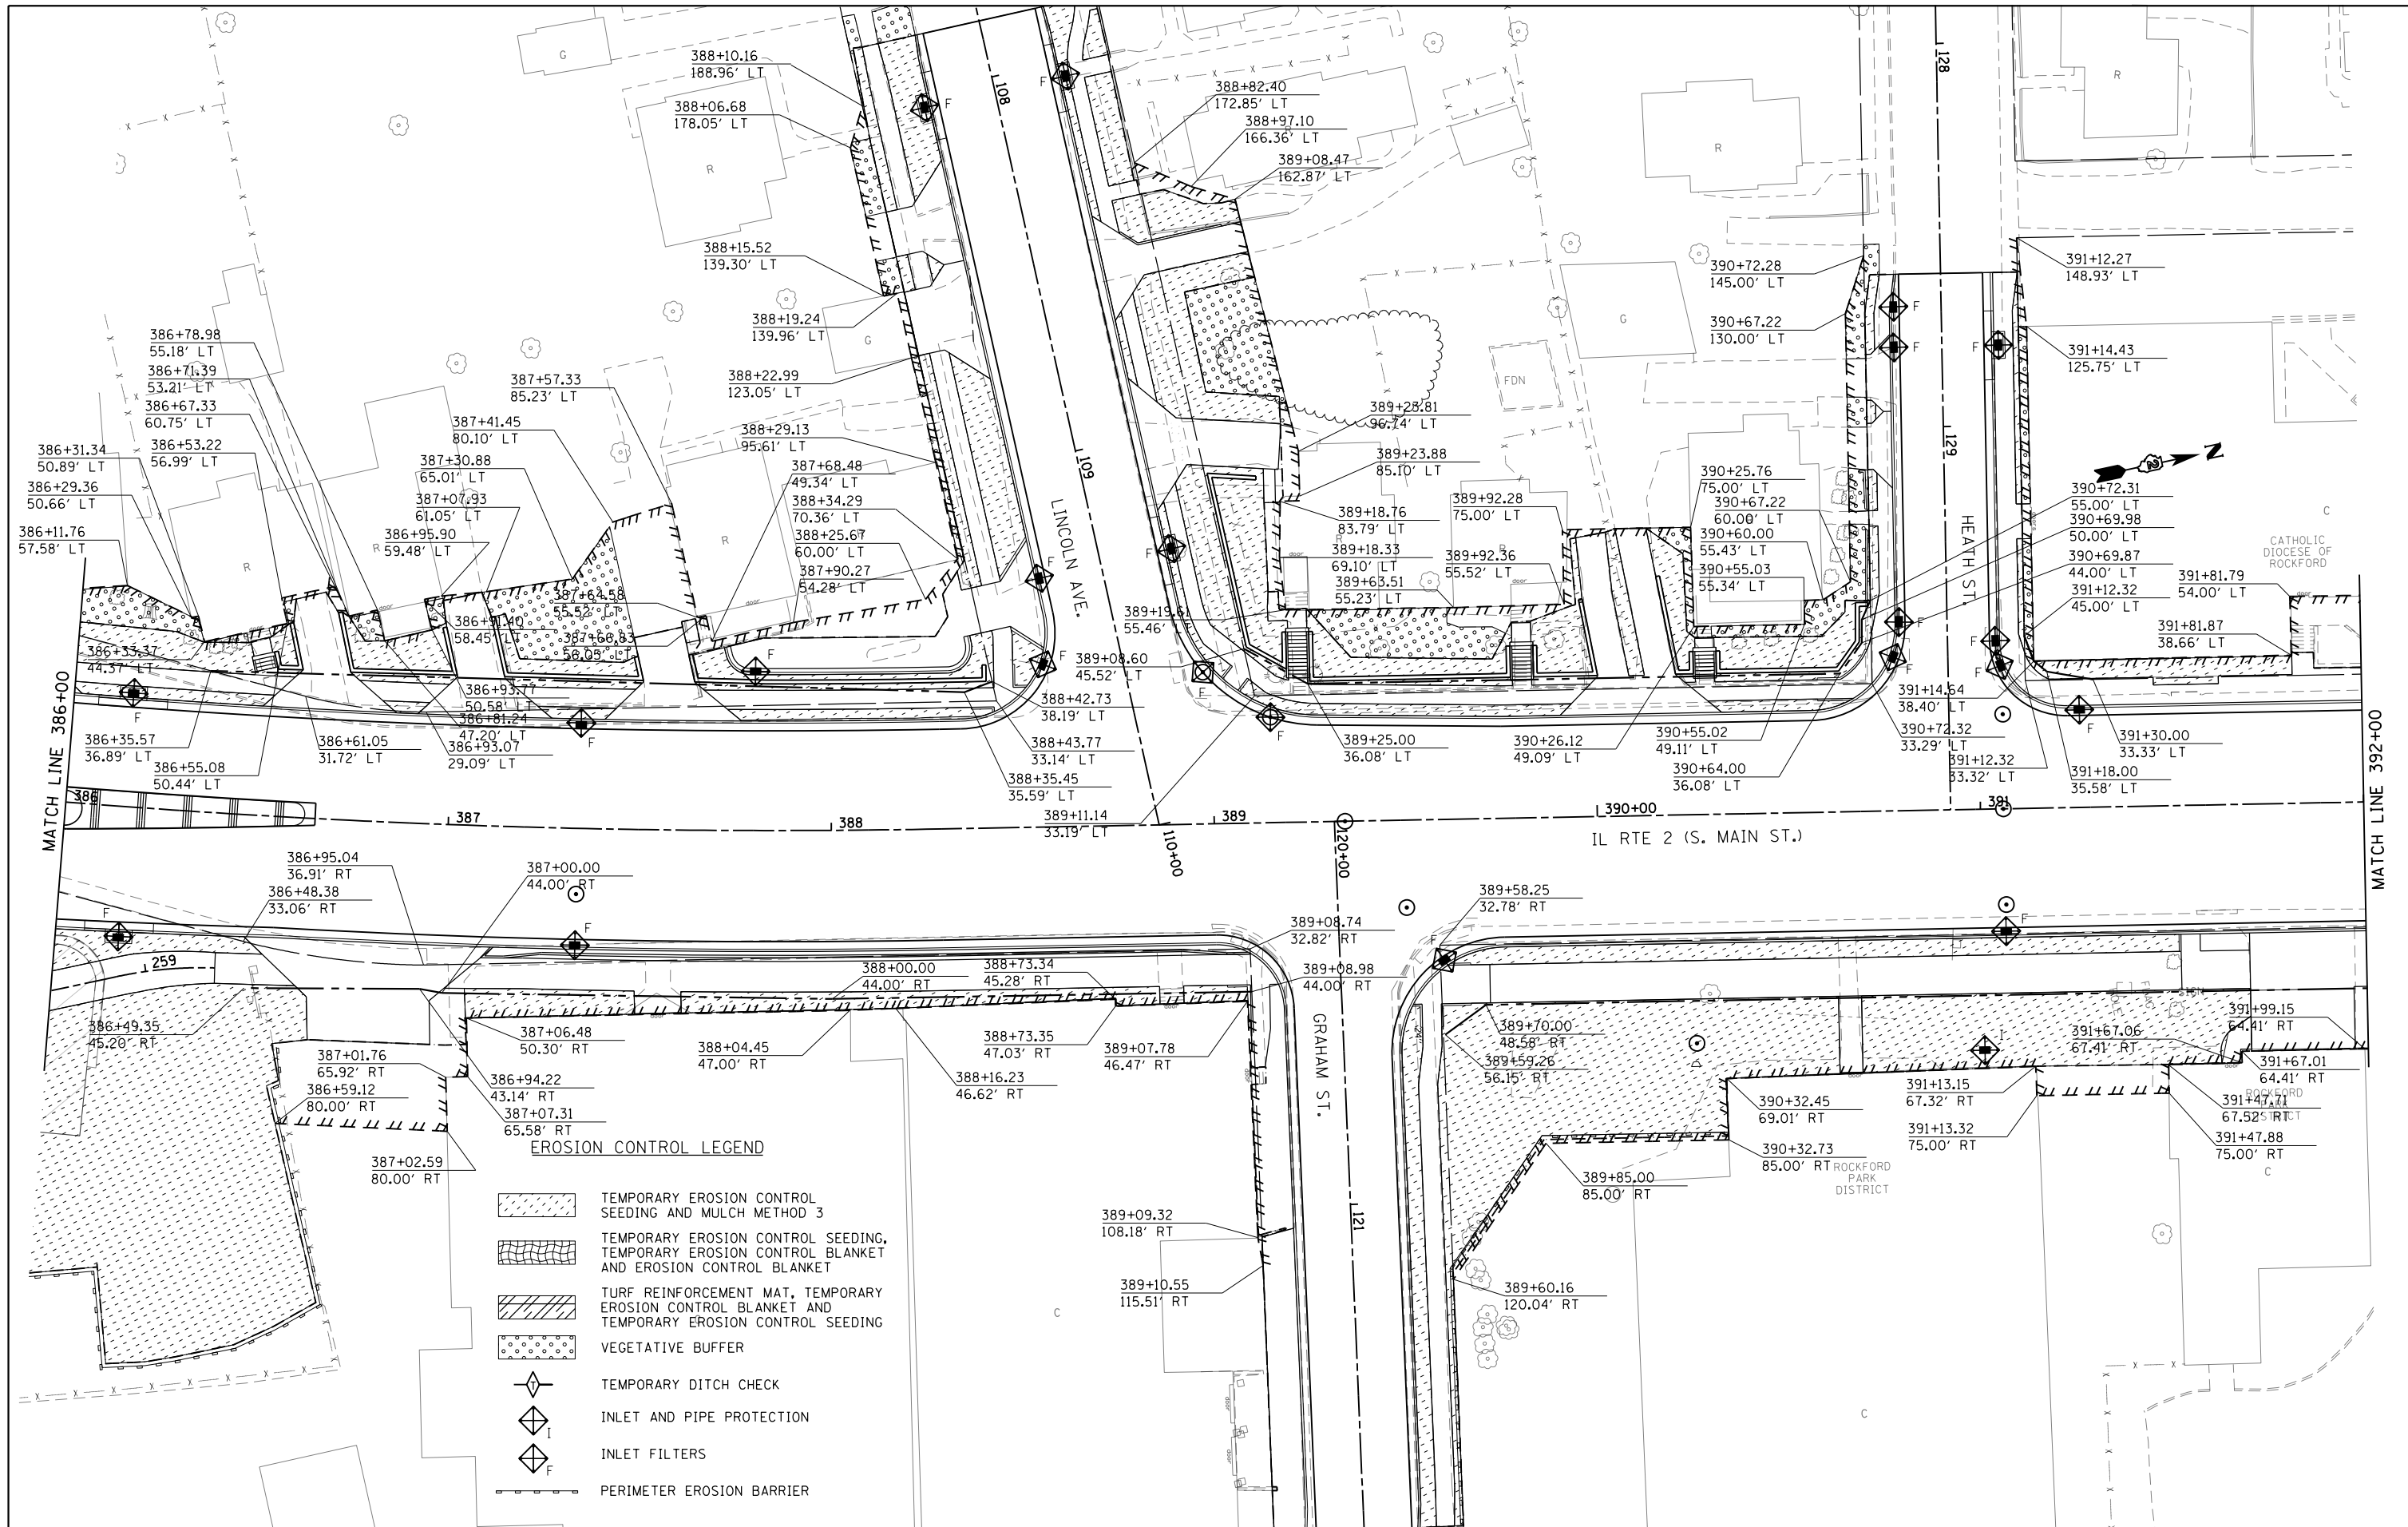 388+10.16
188.96' LT
388+06.68
178.05' LT
388+15.52
139.30' LT
388+19.24
139.96' LT
388+22.99
123.05' LT
388+29.13
95.61' LT
387+68.48
49.34' LT
388+34.29
70.36' LT
388+25.67
60.00' LT
387+90.27
54.28' LT
387+64.58
55.52' LT
387+66.83
56.05' LT
386+78.98
55.18' LT
386+71.39
53.21' LT
386+67.33
60.75' LT
386+53.22
56.99' LT
386+31.34
50.89' LT
386+29.36
50.66' LT
386+11.76
57.58' LT
387+57.33
85.23' LT
387+41.45
80.10' LT
387+30.88
65.01' LT
387+07.93
61.05' LT
386+95.90
59.48' LT
386+91.40
58.45' LT
386+33.37
44.37' LT
386+93.77
50.58' LT
386+81.24
47.20' LT
386+93.07
29.09' LT
386+35.57
36.89' LT
386+55.08
50.44' LT
386+61.05
31.72' LT
388+82.40
172.85' LT
388+97.10
166.36' LT
389+08.47
162.87' LT
389+23.81
96.74' LT
389+23.88
85.10' LT
389+18.76
83.79' LT
389+18.33
69.10' LT
389+63.51
55.23' LT
389+92.28
75.00' LT
389+92.36
55.52' LT
389+19.61
55.46'
389+08.60
45.52' LT
388+42.73
38.19' LT
388+43.77
33.14' LT
388+35.45
35.59' LT
389+11.14
33.19' LT
389+25.00
36.08' LT
390+26.12
49.09' LT
390+55.02
49.11' LT
390+64.00
36.08' LT
390+72.28
145.00' LT
390+67.22
130.00' LT
390+25.76
75.00' LT
390+67.22
60.00' LT
390+60.00
55.43' LT
390+55.03
55.34' LT
391+12.27
148.93' LT
391+14.43
125.75' LT
390+72.31
55.00' LT
390+69.98
50.00' LT
390+69.87
44.00' LT
391+12.32
45.00' LT
391+81.79
54.00' LT
391+81.87
38.66' LT
391+14.64
38.40' LT
390+72.32
33.29' LT
391+12.32
33.32' LT
391+30.00
33.33' LT
391+18.00
35.58' LT
CATHOLIC
DIOCESE OF
ROCKFORD
LINCOLN AVE.
HEATH ST.
GRAHAM ST.
IL RTE 2 (S. MAIN ST.)
MATCH LINE 386+00
MATCH LINE 392+00
N
2
FDN
G
G
G
R
R
R
R
R
R
R
R
R
C
C
C
C
108
109
110+00
120+00
121
128
129
259
386
387
388
389
390+00
391
386+95.04
36.91' RT
386+48.38
33.06' RT
387+00.00
44.00' RT
386+49.35
45.20' RT
387+01.76
65.92' RT
386+59.12
80.00' RT
387+02.59
80.00' RT
387+06.48
50.30' RT
386+94.22
43.14' RT
387+07.31
65.58' RT
388+00.00
44.00' RT
388+04.45
47.00' RT
388+16.23
46.62' RT
388+73.34
45.28' RT
388+73.35
47.03' RT
389+07.78
46.47' RT
389+08.74
32.82' RT
389+08.98
44.00' RT
389+09.32
108.18' RT
389+10.55
115.51' RT
389+58.25
32.78' RT
389+70.00
48.58' RT
389+59.26
56.15' RT
389+85.00
85.00' RT
389+60.16
120.04' RT
390+32.45
69.01' RT
390+32.73
85.00' RT
391+13.15
67.32' RT
391+13.32
75.00' RT
391+67.06
67.41' RT
391+99.15
64.41' RT
391+67.01
64.41' RT
391+47.71
67.52' RT
391+47.88
75.00' RT
ROCKFORD
PARK
DISTRICT
ROCKFORD
PARK
DISTRICT
EROSION CONTROL LEGEND
TEMPORARY EROSION CONTROL
SEEDING AND MULCH METHOD 3
TEMPORARY EROSION CONTROL SEEDING,
TEMPORARY EROSION CONTROL BLANKET
AND EROSION CONTROL BLANKET
TURF REINFORCEMENT MAT, TEMPORARY
EROSION CONTROL BLANKET AND
TEMPORARY EROSION CONTROL SEEDING
VEGETATIVE BUFFER
T
TEMPORARY DITCH CHECK
I
INLET AND PIPE PROTECTION
F
INLET FILTERS
PERIMETER EROSION BARRIER